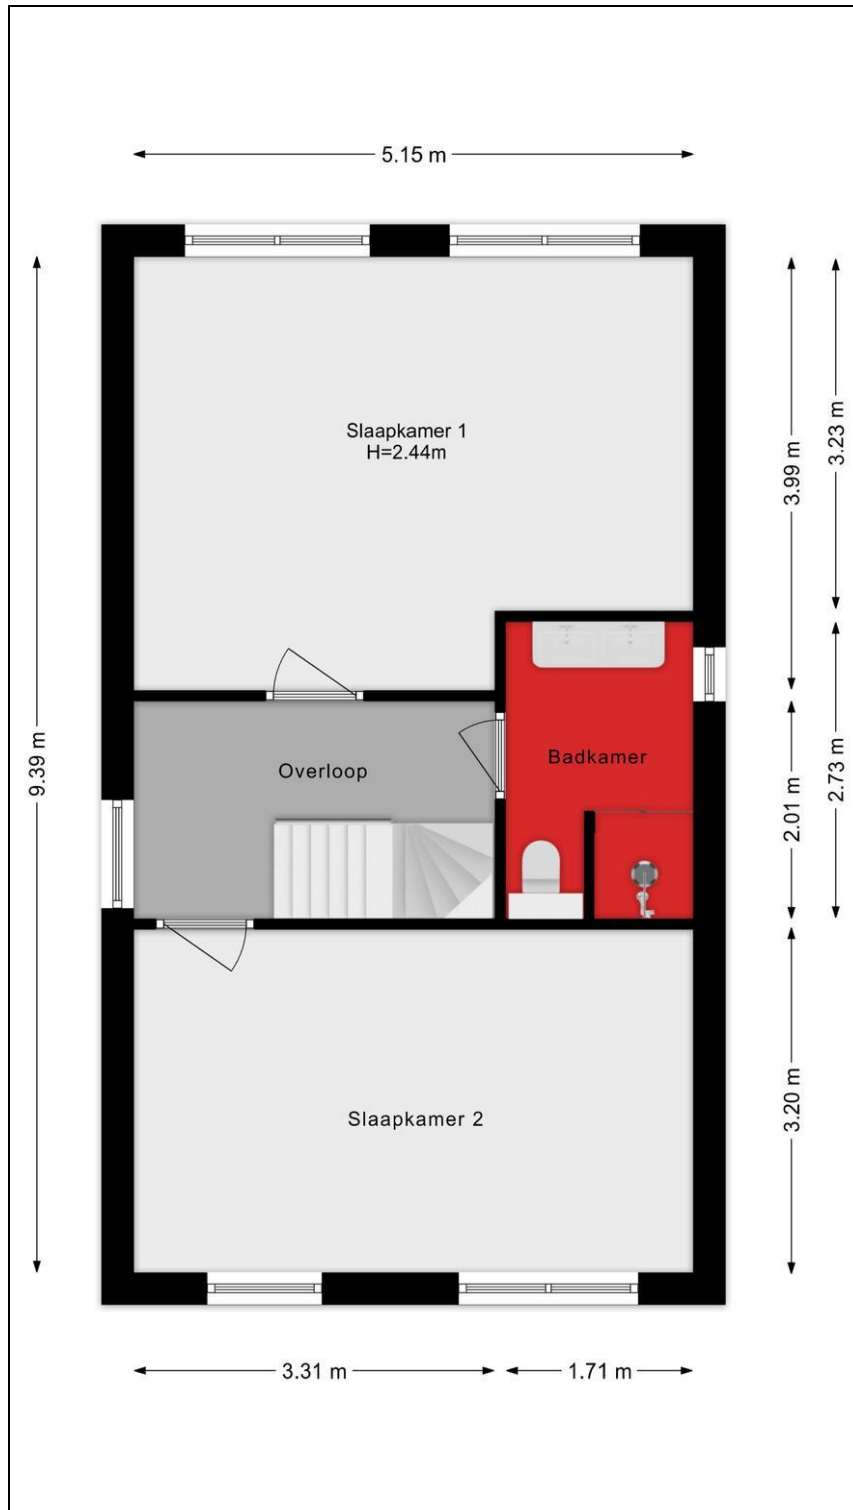 5.15 m
Slaapkamer 1
H=2.44m
3.23 m
3.99 m
9.39 m
Overloop
Badkamer
2.01 m
2.73 m
Slaapkamer 2
3.20 m
3.31 m
1.71 m